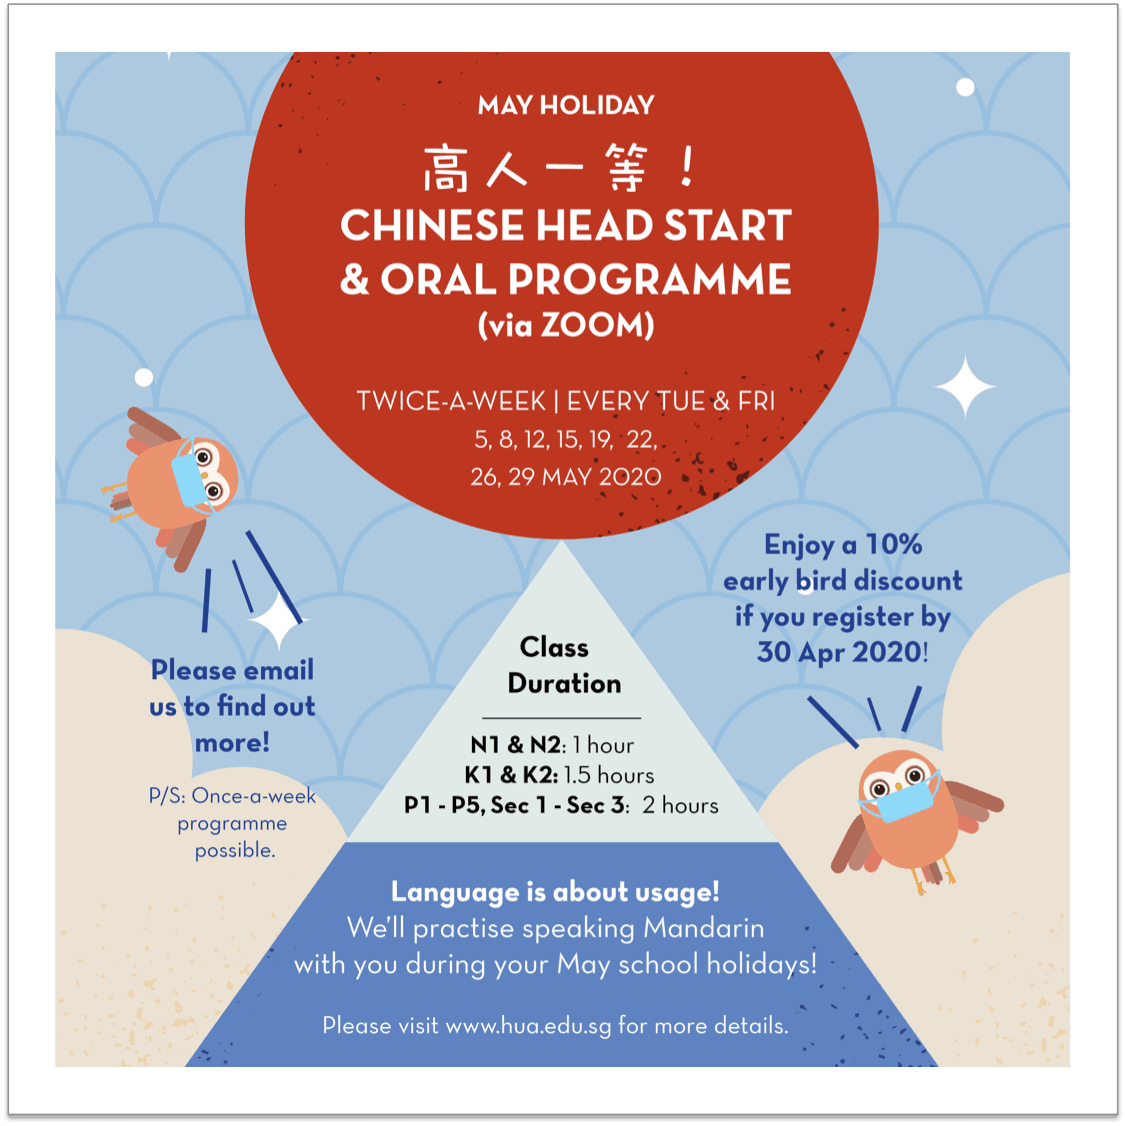 MAY HOLIDAY
高人一等！
CHINESE HEAD START
& ORAL PROGRAMME
(via ZOOM)
TWICE-A-WEEK | EVERY TUE & FRI
5, 8, 12, 15, 19, 22,
26, 29 MAY 2020
Enjoy a 10%
early bird discount
if you register by
30 Apr 2020!
Please email
us to find out
more!
P/S: Once-a-week
programme
possible.
Class
Duration
N1 & N2: 1 hour
K1 & K2: 1.5 hours
P1 - P5, Sec 1 - Sec 3: 2 hours
Language is about usage!
We'll practise speaking Mandarin
with you during your May school holidays!
Please visit www.hua.edu.sg for more details.